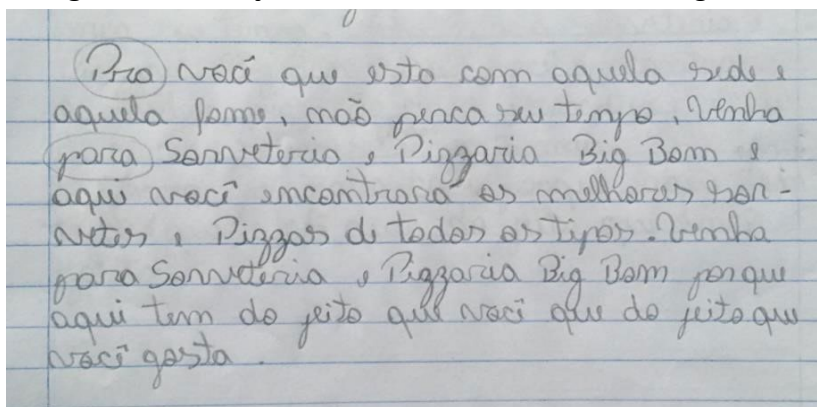 Pra você que esta com aquela sede e
aquela fome, não perca seu tempo, Venha
para Sorveteria e Pizzaria Big Bom e
aqui você encontrará os melhores sor-
vetes e Pizzas de todos os tipos. Venha
para Sorveteria e Pizzaria Big Bom porque
aqui tem do jeito que você que do jeito que
você gosta.